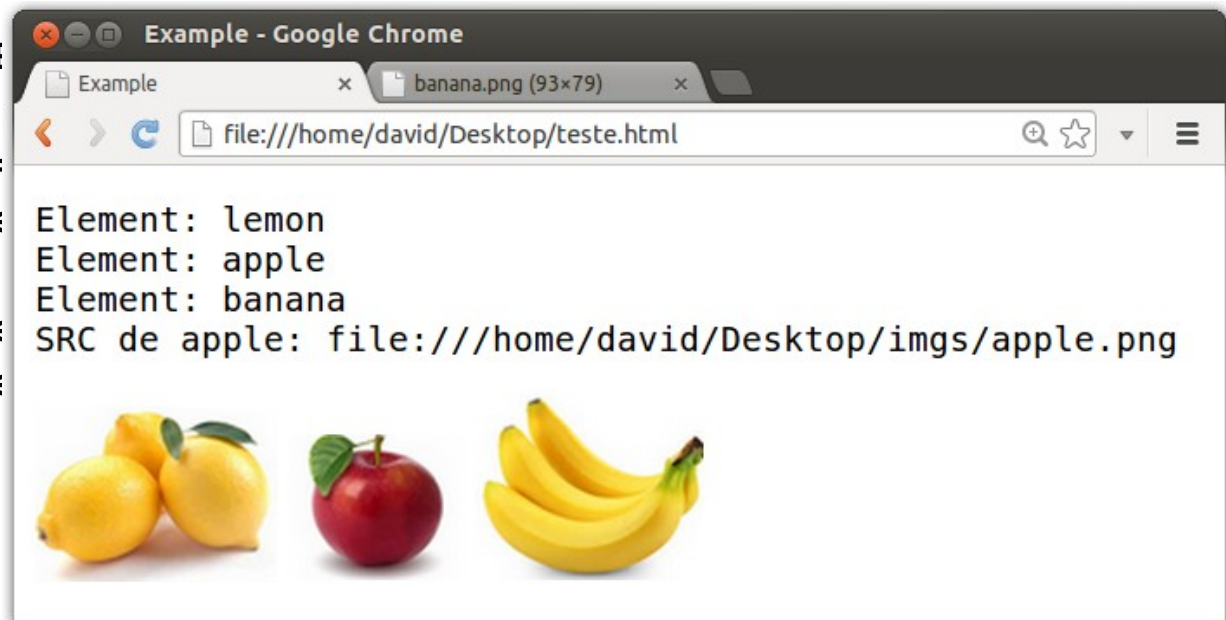 Example - Google Chrome
Example
banana.png (93×79)
file:///home/david/Desktop/teste.html
Element: lemon
Element: apple
Element: banana
SRC de apple: file:///home/david/Desktop/imgs/apple.png